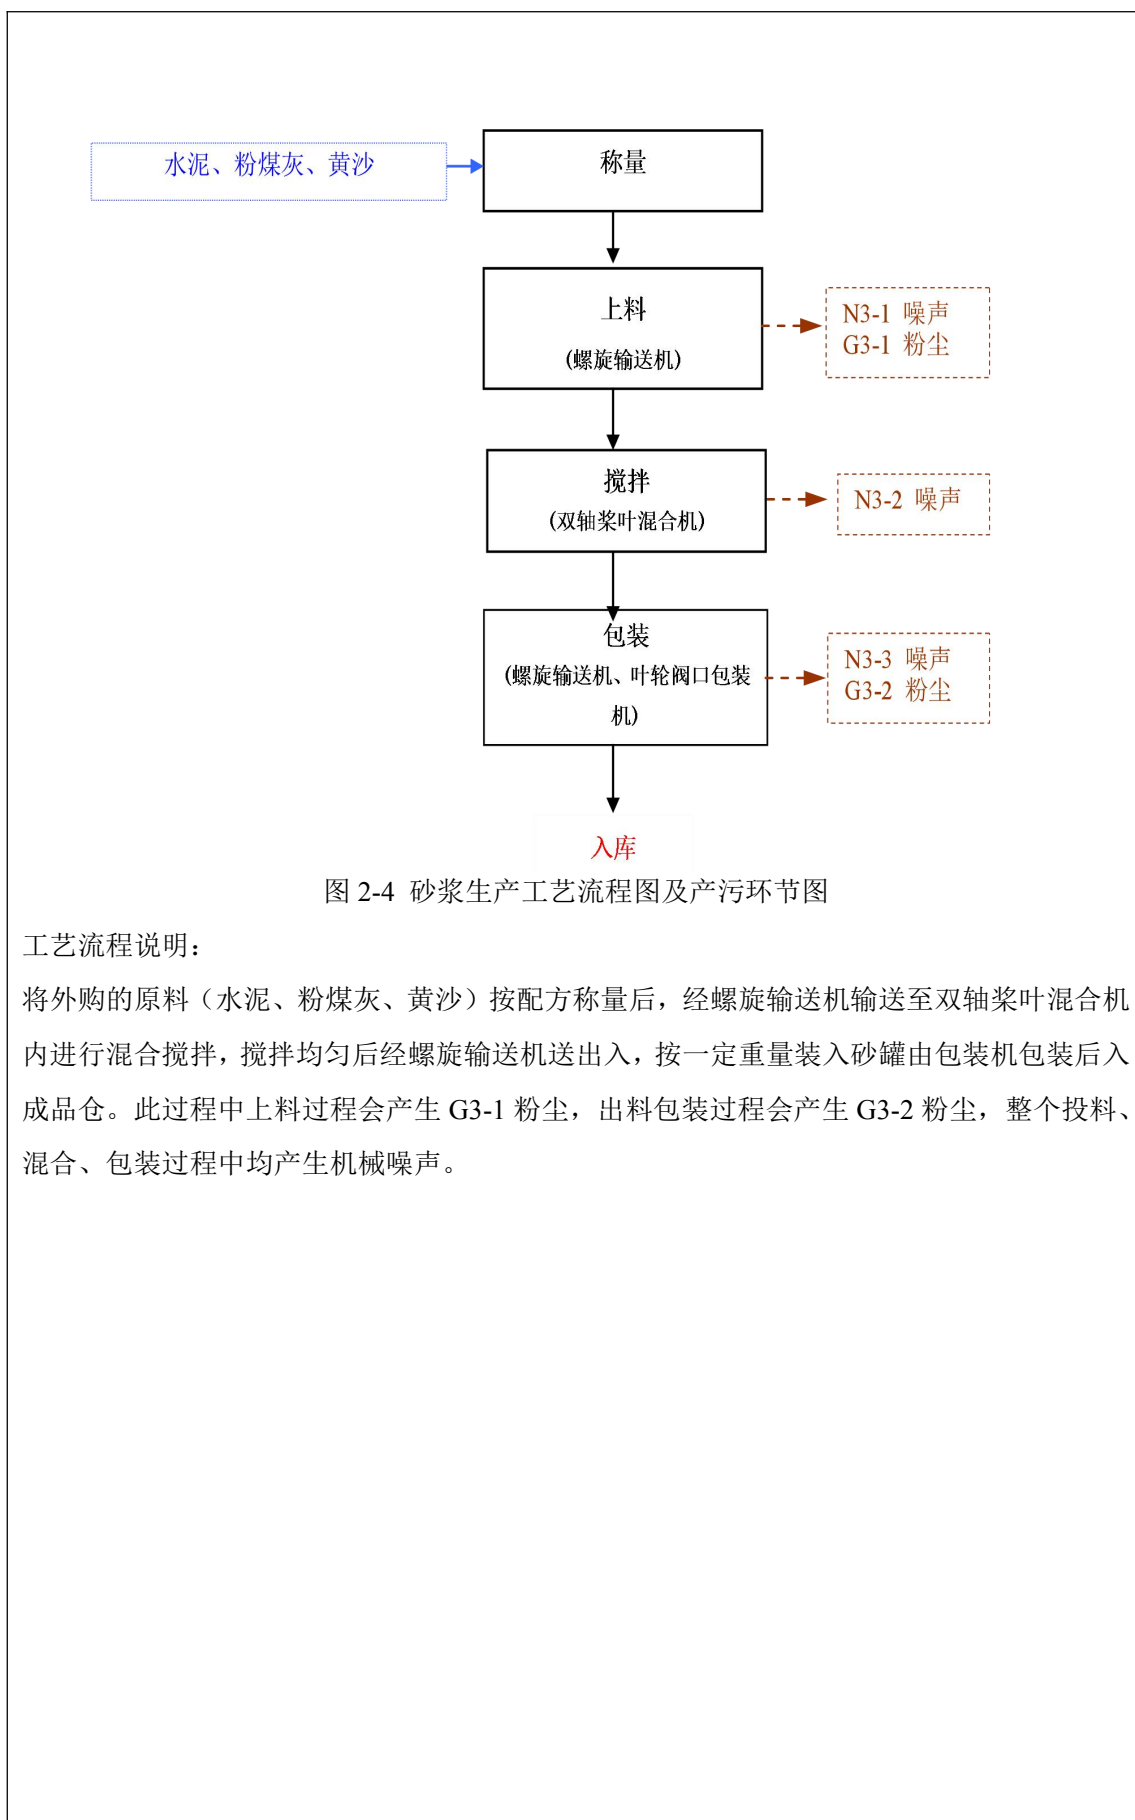 水泥、粉煤灰、黄沙
称量
上料
(螺旋输送机)
N3-1 噪声
G3-1 粉尘
搅拌
(双轴桨叶混合机)
N3-2 噪声
包装
(螺旋输送机、叶轮阀口包装
机)
N3-3 噪声
G3-2 粉尘
入库
图 2-4 砂浆生产工艺流程图及产污环节图
工艺流程说明：
将外购的原料（水泥、粉煤灰、黄沙）按配方称量后，经螺旋输送机输送至双轴桨叶混合机
内进行混合搅拌，搅拌均匀后经螺旋输送机送出入，按一定重量装入砂罐由包装机包装后入
成品仓。此过程中上料过程会产生 G3-1 粉尘，出料包装过程会产生 G3-2 粉尘，整个投料、
混合、包装过程中均产生机械噪声。